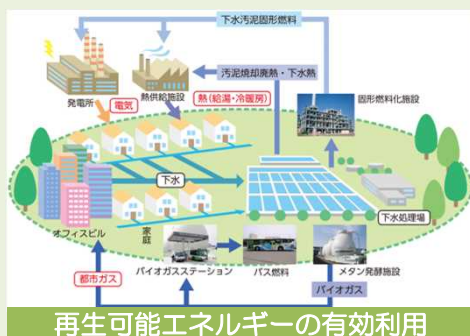 下水汚泥固形燃料
汚泥焼却廃熱・下水熱
発電所
熱供給施設
電気
熱(給湯・冷暖房)
固形燃料化施設
下水
下水処理場
オフィスビル
家庭
都市ガス
バイオガスステーション
バス燃料
メタン発酵施設
バイオガス
再生可能エネルギーの有効利用